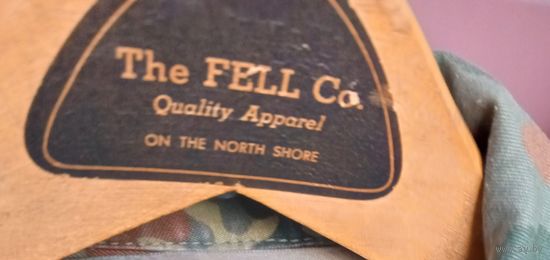 The FELL Co.
Quality Apparel
ON THE NORTH SHORE